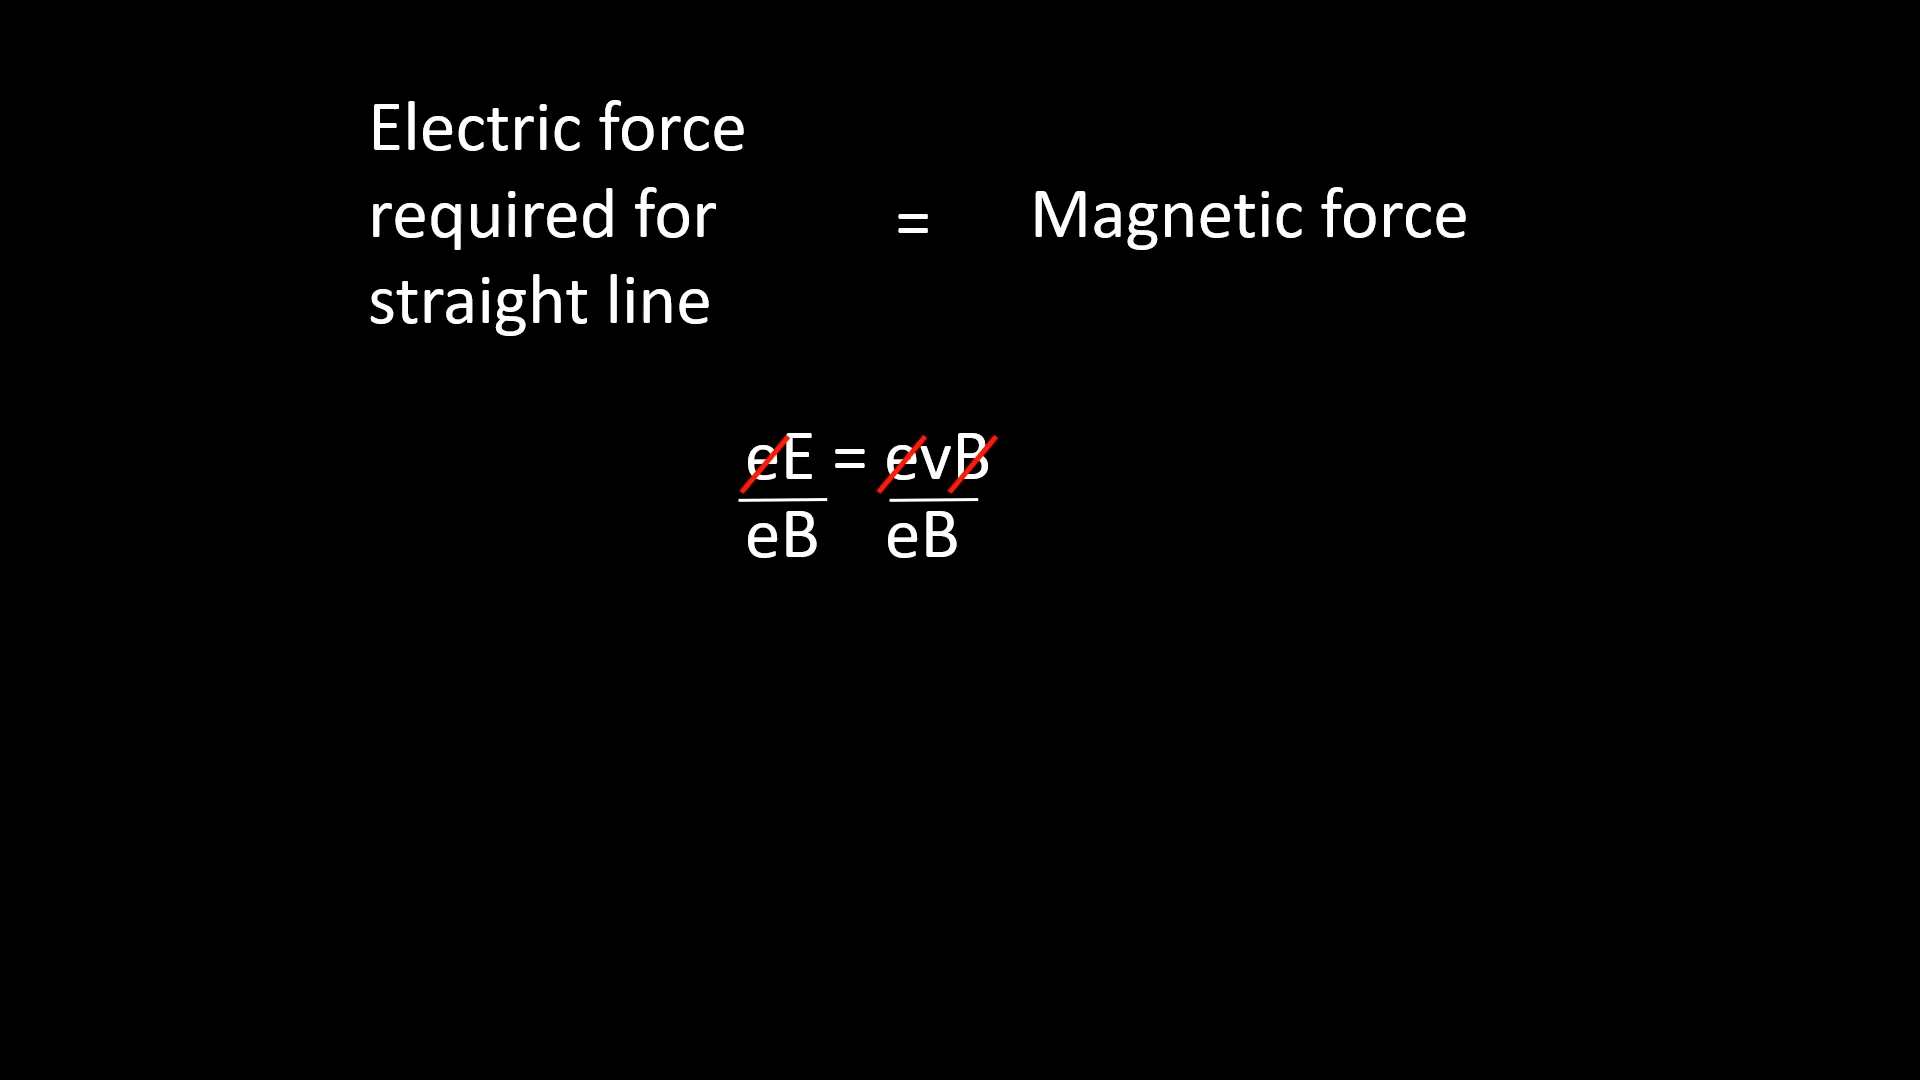 Electric force
required for
straight line
=
Magnetic force
eE = evB
eB eB